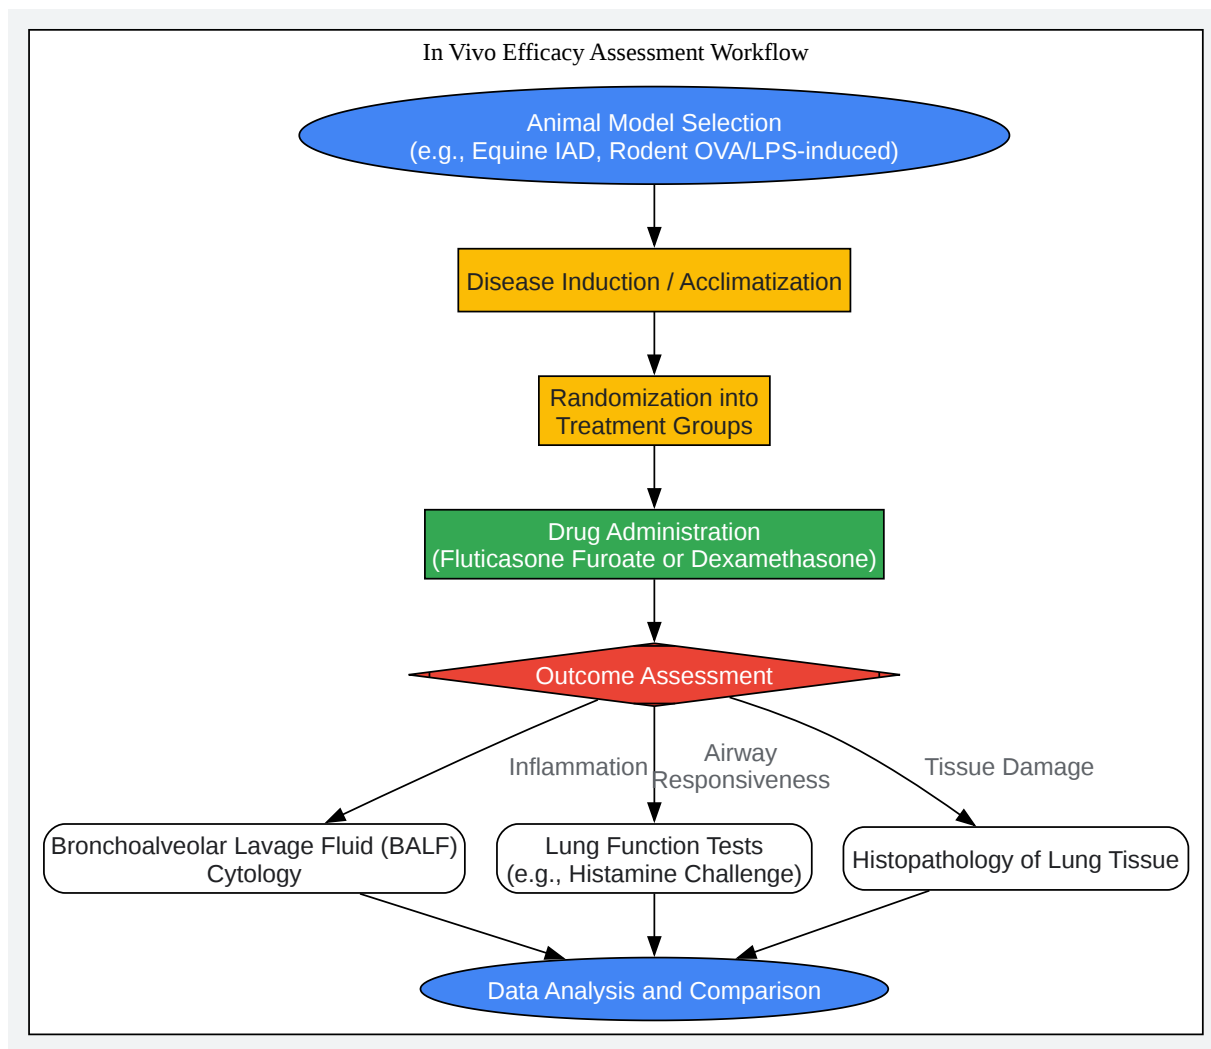 In Vivo Efficacy Assessment Workflow
Animal Model Selection
(e.g., Equine IAD, Rodent OVA/LPS-induced)
Disease Induction / Acclimatization
Randomization into
Treatment Groups
Drug Administration
(Fluticasone Furoate or Dexamethasone)
Outcome Assessment
Inflammation
Airway
Responsiveness
Tissue Damage
Bronchoalveolar Lavage Fluid (BALF)
Cytology
Lung Function Tests
(e.g., Histamine Challenge)
Histopathology of Lung Tissue
Data Analysis and Comparison